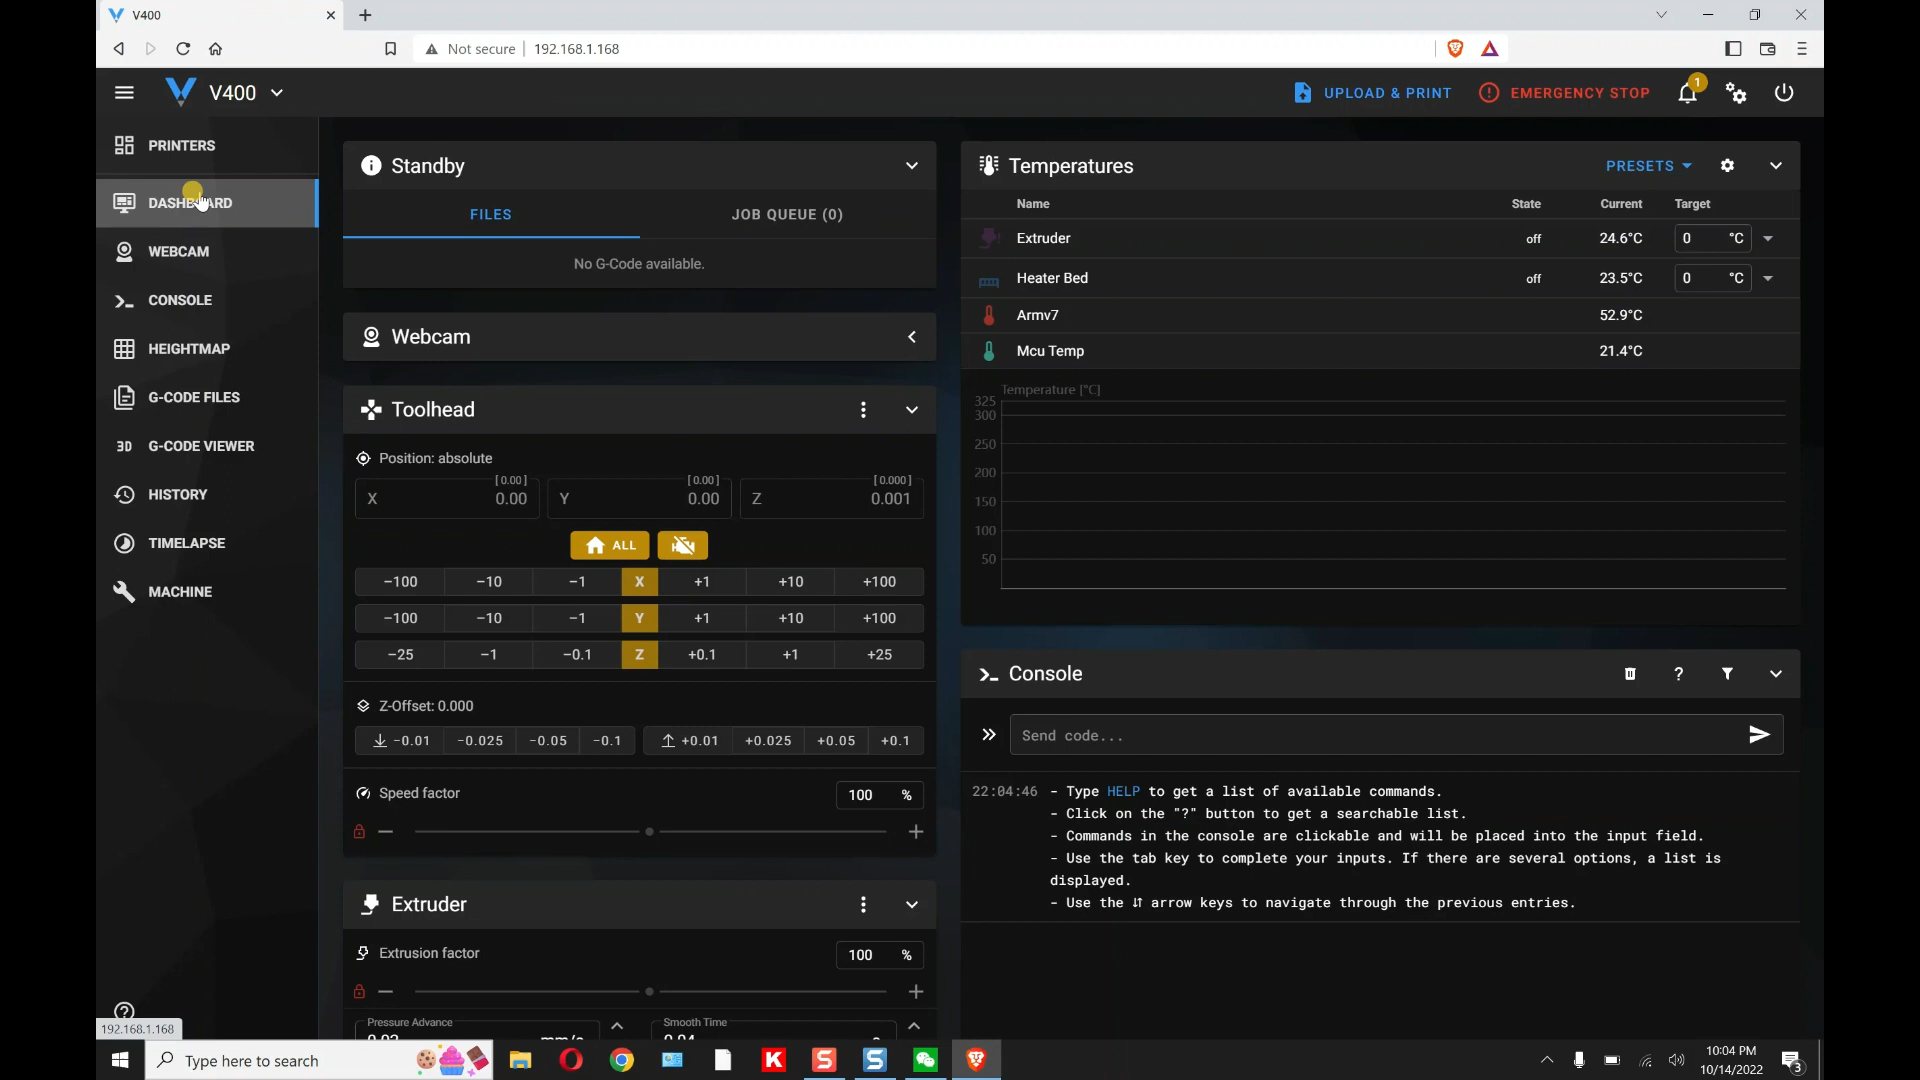 V400
Not secure
192.168.1.168
V400
UPLOAD & PRINT
EMERGENCY STOP
1
PRINTERS
DASHBOARD
WEBCAM
CONSOLE
HEIGHTMAP
G-CODE FILES
3D G-CODE VIEWER
HISTORY
TIMELAPSE
MACHINE
192.168.1.168
Standby
FILES
JOB QUEUE (0)
No G-Code available.
Webcam
Toolhead
Position: absolute
[0.00] [0.00] [0.000]
X 0.00 Y 0.00 Z 0.001
ALL
−100 −10 −1 X +1 +10 +100
−100 −10 −1 Y +1 +10 +100
−25 −1 −0.1 Z +0.1 +1 +25
Z-Offset: 0.000
−0.01 −0.025 −0.05 −0.1 +0.01 +0.025 +0.05 +0.1
Speed factor 100 %
Extruder
Extrusion factor 100 %
Pressure Advance Smooth Time
Temperatures
PRESETS
Name State Current Target
Extruder off 24.6°C 0 °C
Heater Bed off 23.5°C 0 °C
Armv7 52.9°C
Mcu Temp 21.4°C
Temperature [°C]
325
300
250
200
150
100
50
Console
?
Send code...
22:04:46 - Type HELP to get a list of available commands.
- Click on the "?" button to get a searchable list.
- Commands in the console are clickable and will be placed into the input field.
- Use the tab key to complete your inputs. If there are several options, a list is
displayed.
- Use the ⇵ arrow keys to navigate through the previous entries.
Type here to search
K
S
S
10:04 PM
10/14/2022
3